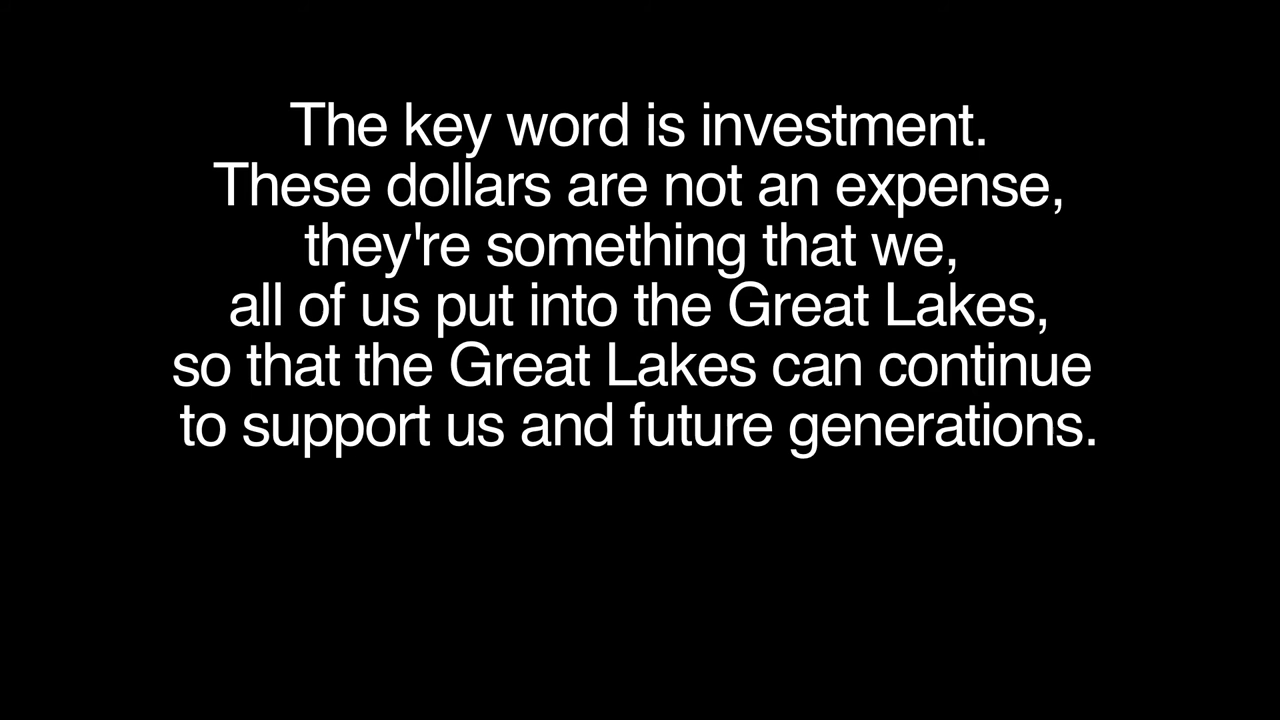 The key word is investment.
These dollars are not an expense,
they're something that we,
all of us put into the Great Lakes,
so that the Great Lakes can continue
to support us and future generations.